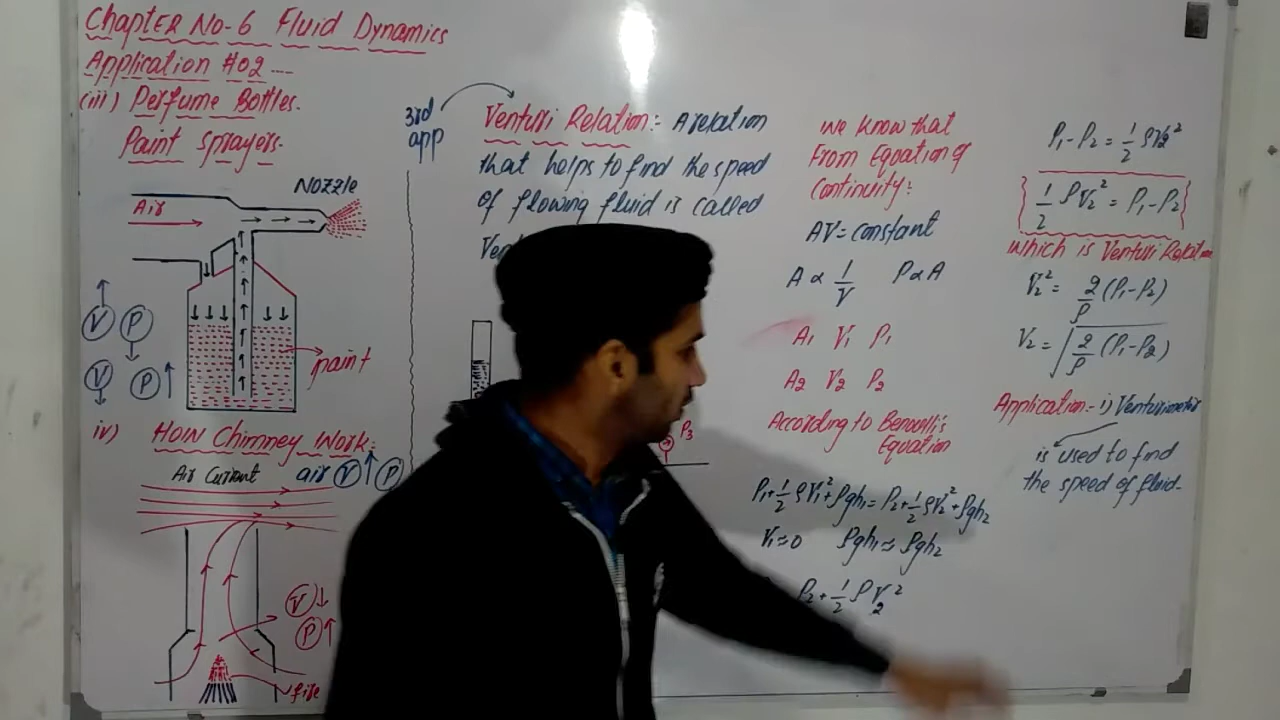 Chapter No-6 Fluid Dynamics
Application #02....
(iii) Perfume Bottles.
Paint Sprayers.
Nozzle
Air
V P
V P
paint
iv) How Chimney Work:
Air Current air V P
V
P
fire
3rd
app
Venturi Relation:- A relation
that helps to find the speed
of flowing fluid is called
P3
We know that
From Equation of
Continuity:
AV = constant
A ∝ 1/V P ∝ A
A1 V1 P1
A2 V2 P2
According to Bernoulli's
Equation
P1+1/2 ρV1²+ρgh1=P2+1/2 ρV2²+ρgh2
V1≈0 ρgh1≈ρgh2
P2+1/2 ρV2²
P1-P2=1/2 ρV2²
1/2 ρV2² = P1-P2
Which is Venturi Relation
V2² = 2/ρ (P1-P2)
V2 = √2/ρ (P1-P2)
Application:- i) Venturimeter
is used to find
the speed of fluid.